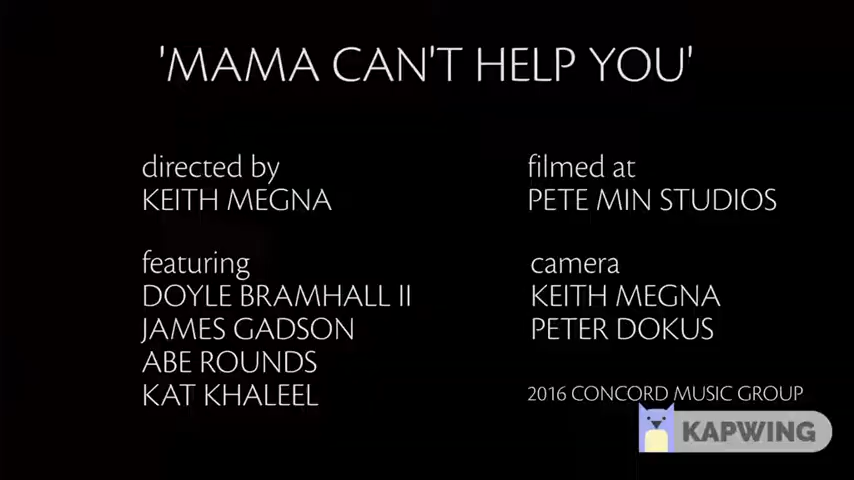 'MAMA CAN'T HELP YOU'
directed by
KEITH MEGNA
filmed at
PETE MIN STUDIOS
featuring
DOYLE BRAMHALL II
JAMES GADSON
ABE ROUNDS
KAT KHALEEL
camera
KEITH MEGNA
PETER DOKUS
2016 CONCORD MUSIC GROUP
KAPWING